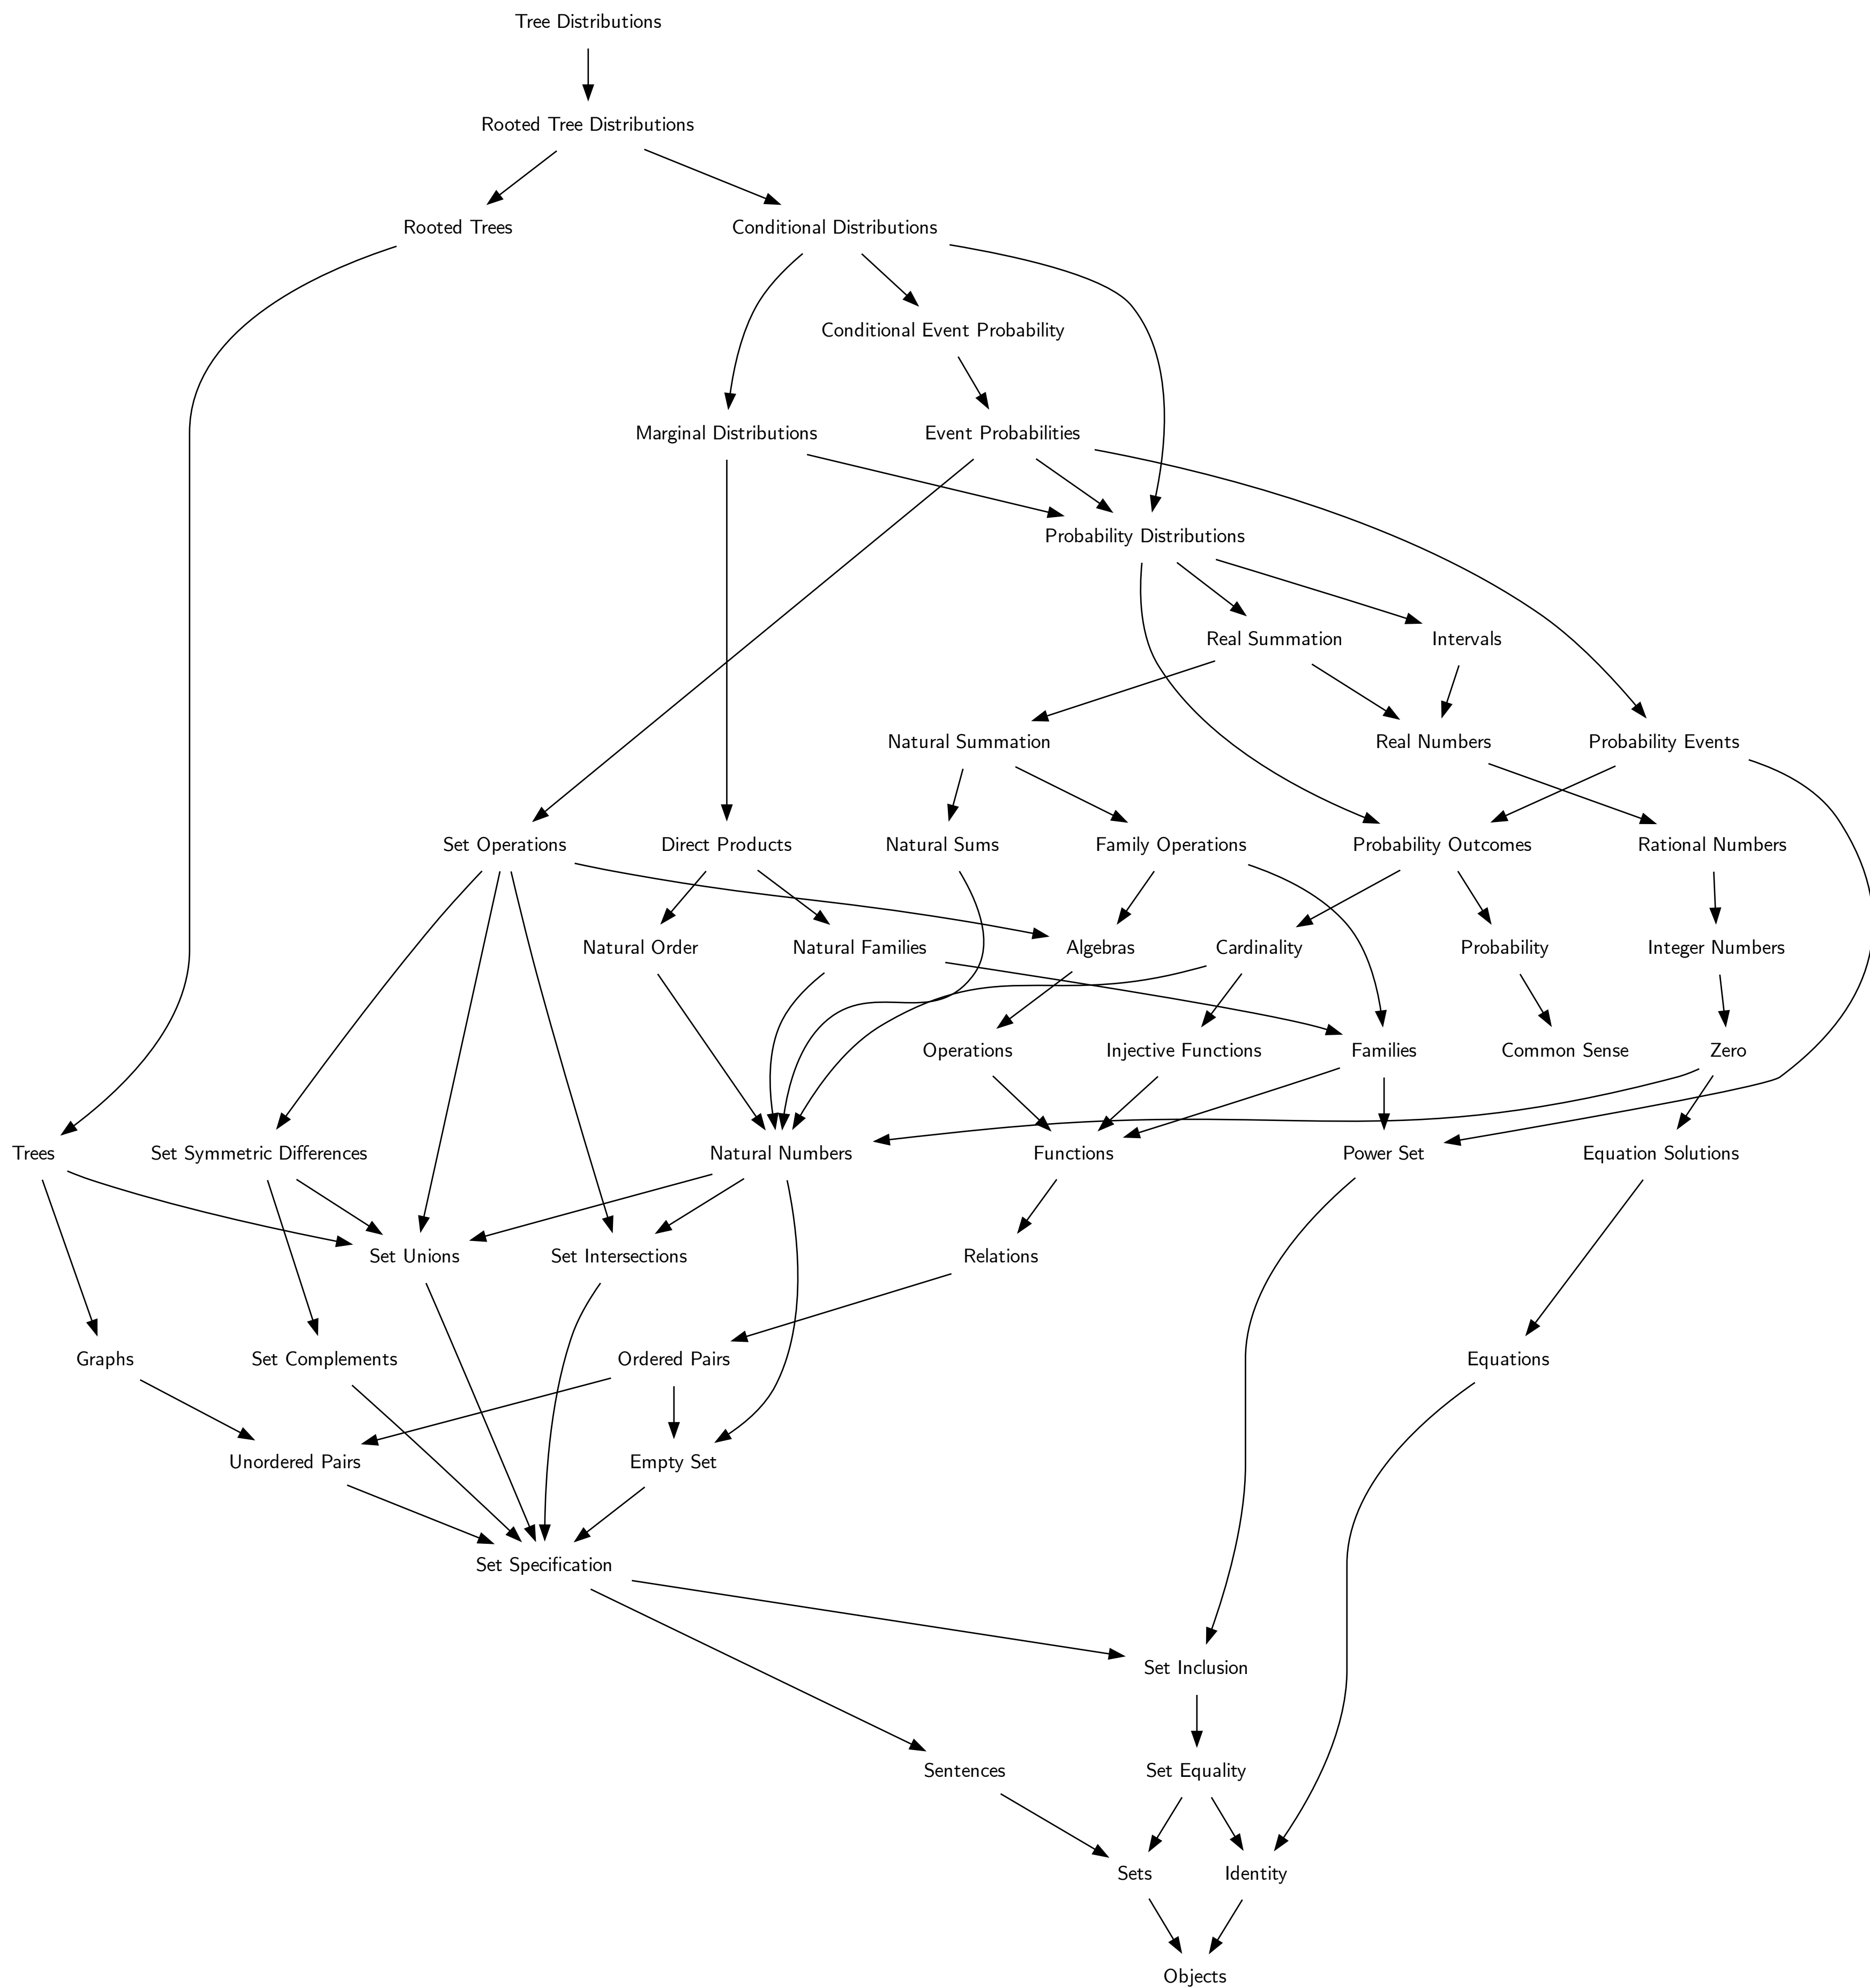 Tree Distributions
Rooted Tree Distributions
Rooted Trees
Conditional Distributions
Conditional Event Probability
Marginal Distributions
Event Probabilities
Probability Distributions
Real Summation
Intervals
Natural Summation
Real Numbers
Probability Events
Set Operations
Direct Products
Natural Sums
Family Operations
Probability Outcomes
Rational Numbers
Natural Order
Natural Families
Algebras
Cardinality
Probability
Integer Numbers
Operations
Injective Functions
Families
Common Sense
Zero
Trees
Set Symmetric Differences
Natural Numbers
Functions
Power Set
Equation Solutions
Set Unions
Set Intersections
Relations
Graphs
Set Complements
Ordered Pairs
Equations
Unordered Pairs
Empty Set
Set Specification
Set Inclusion
Sentences
Set Equality
Sets
Identity
Objects